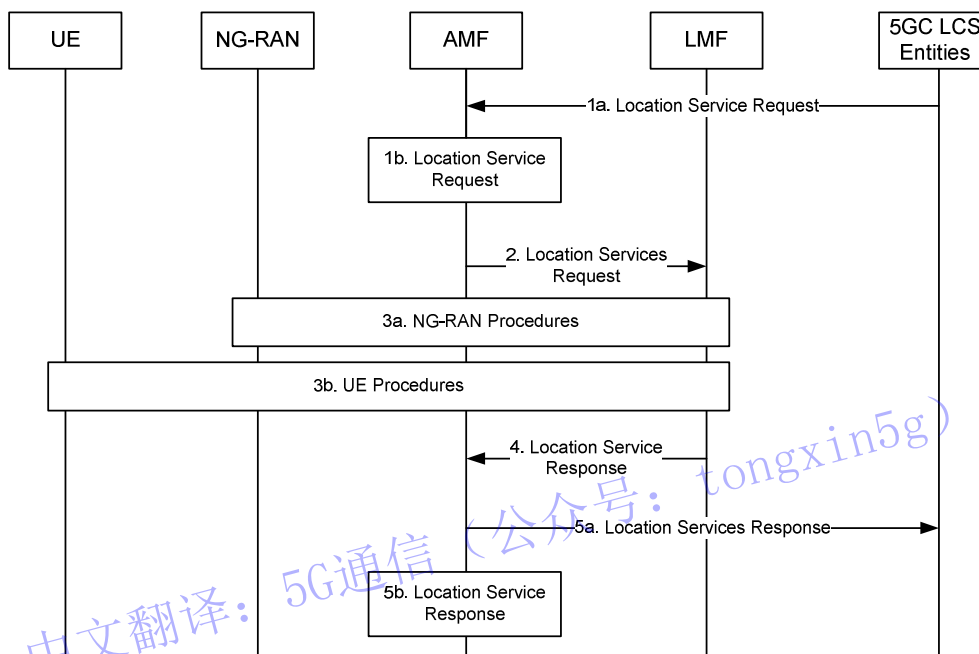 UE
NG-RAN
AMF
LMF
5GC LCS
Entities
1a. Location Service Request
1b. Location Service
Request
2. Location Services
Request
3a. NG-RAN Procedures
3b. UE Procedures
4. Location Service
Response
5a. Location Services Response
5b. Location Service
Response
中文翻译：5G通信（公众号：tongxin5g）